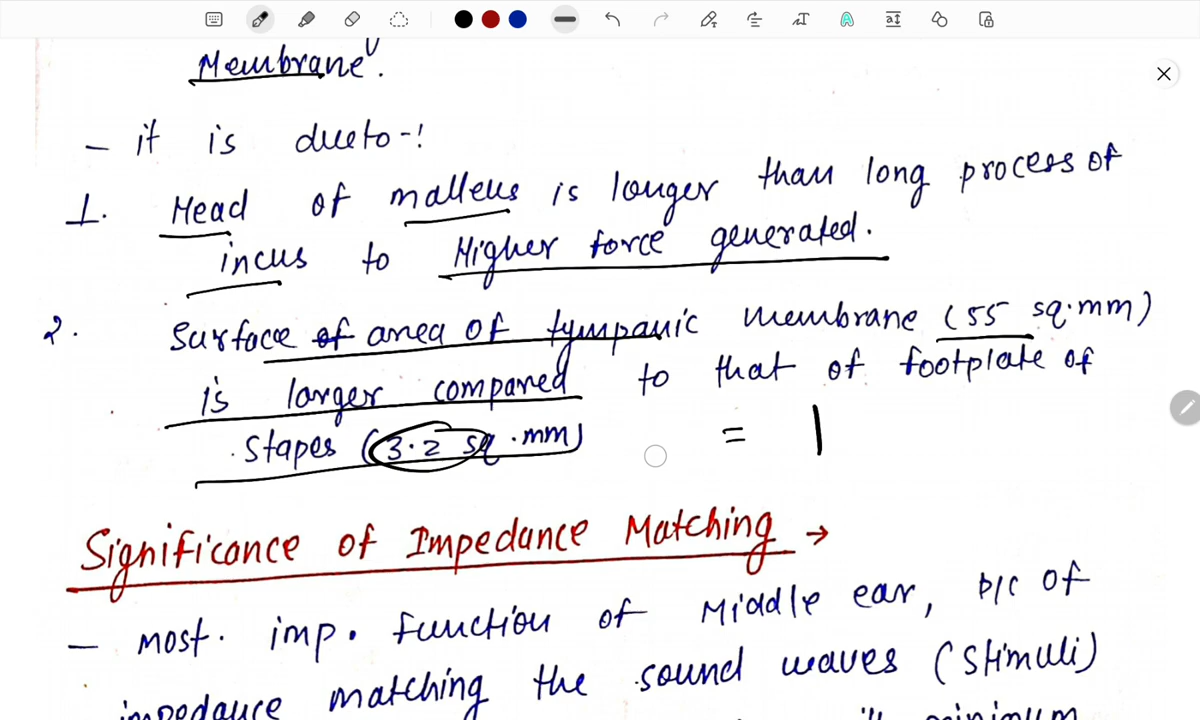 Membrane.
- it is due to -!
1. Head of malleus is longer than long process of
incus to Higher force generated.
2. surface of area of tympanic membrane (55 sq.mm)
is larger compared to that of footplate of
stapes (3.2 sq.mm) = 1
Significance of Impedance Matching →
- most. imp. function of Middle ear, b/c of
impedance matching the sound waves (stimuli)
minimum